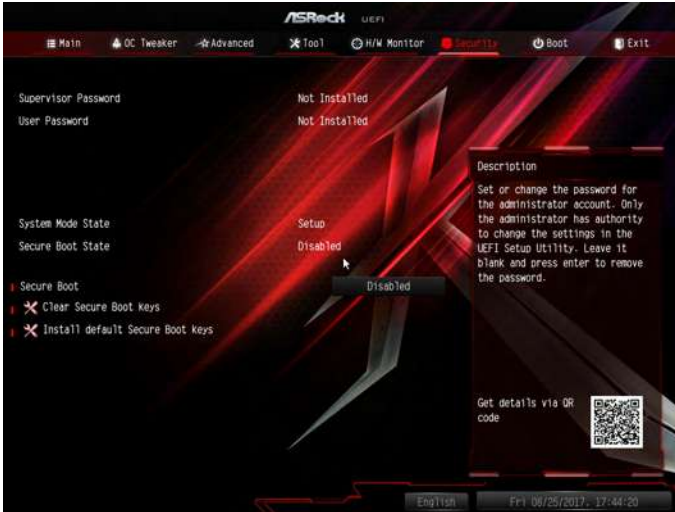 ASRock UEFI
Main OC Tweaker Advanced Tool H/W Monitor Security Boot Exit
Supervisor Password Not Installed
User Password Not Installed
System Mode State Setup
Secure Boot State Disabled
Secure Boot Disabled
Clear Secure Boot keys
Install default Secure Boot keys
Description
Set or change the password for
the administrator account. Only
the administrator has authority
to change the settings in the
UEFI Setup Utility. Leave it
blank and press enter to remove
the password.
Get details via QR
code
English Fri 08/25/2017, 17:44:20